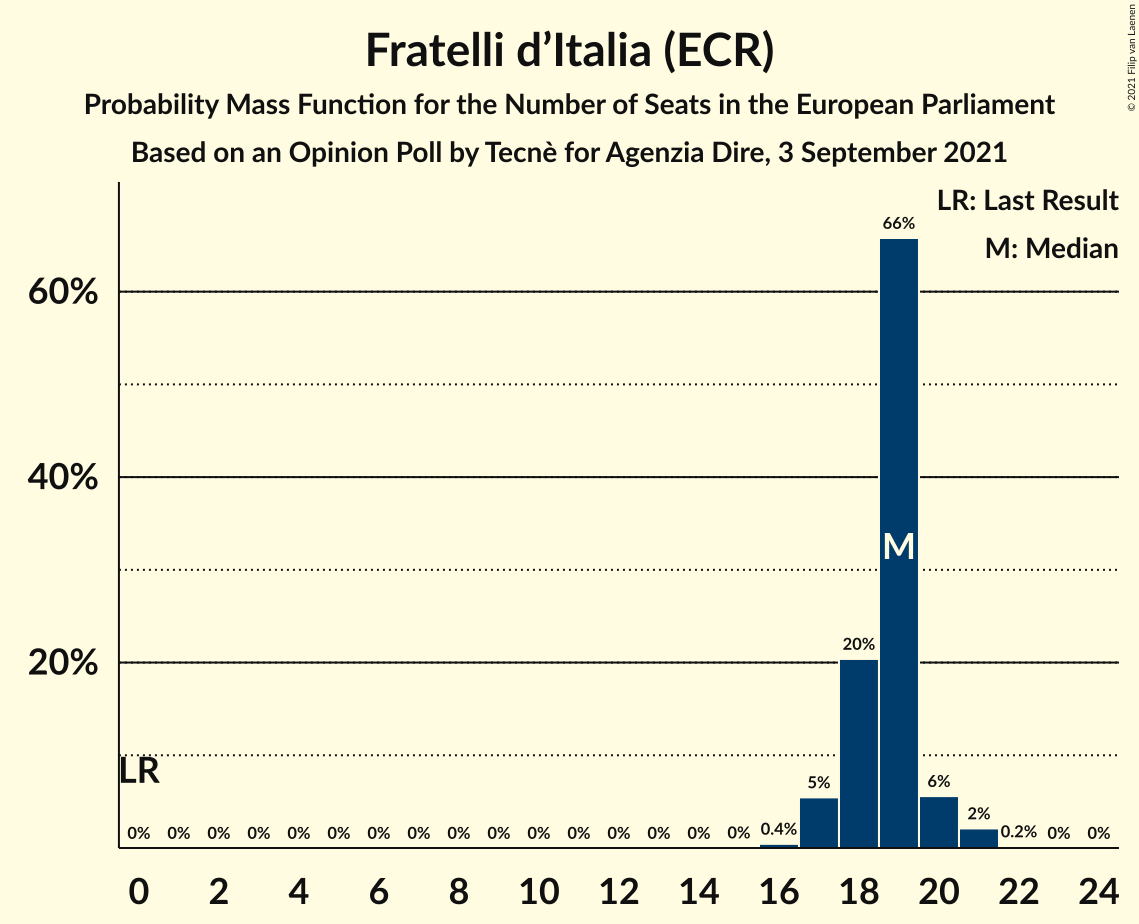 Fratelli d’Italia (ECR)
Probability Mass Function for the Number of Seats in the European Parliament
Based on an Opinion Poll by Tecnè for Agenzia Dire, 3 September 2021
© 2021 Filip van Laenen
LR: Last Result
M: Median
66%
60%
40%
M
20%
20%
LR
5%
6%
2%
0% 0% 0% 0% 0% 0% 0% 0% 0% 0% 0% 0% 0% 0% 0% 0% 0.4% 0.2% 0% 0%
0 2 4 6 8 10 12 14 16 18 20 22 24